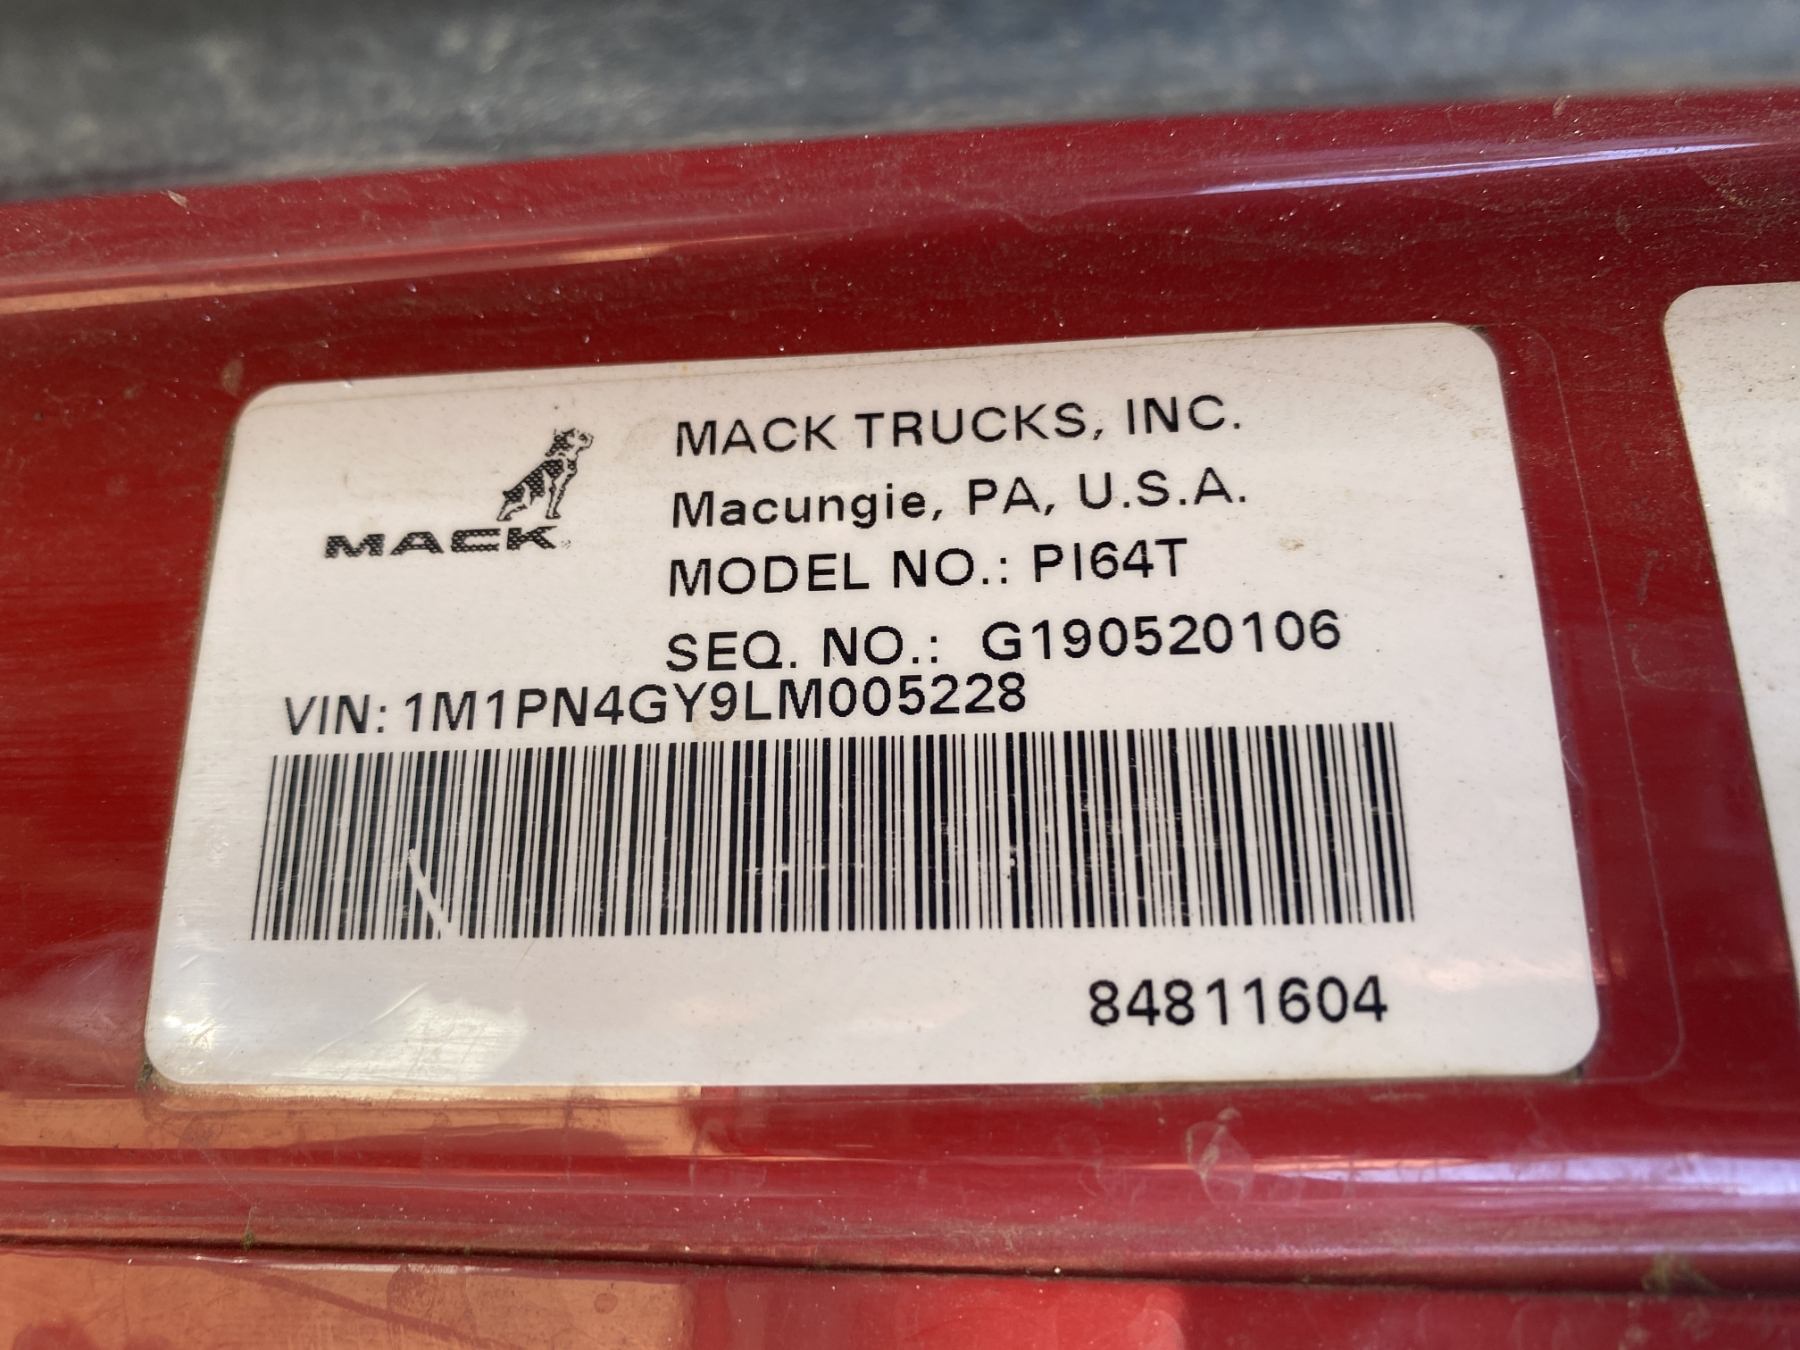 MACK TRUCKS, INC.
Macungie, PA, U.S.A.
MACK
MODEL NO.: PI64T
SEQ. NO.: G190520106
VIN: 1M1PN4GY9LM005228
84811604